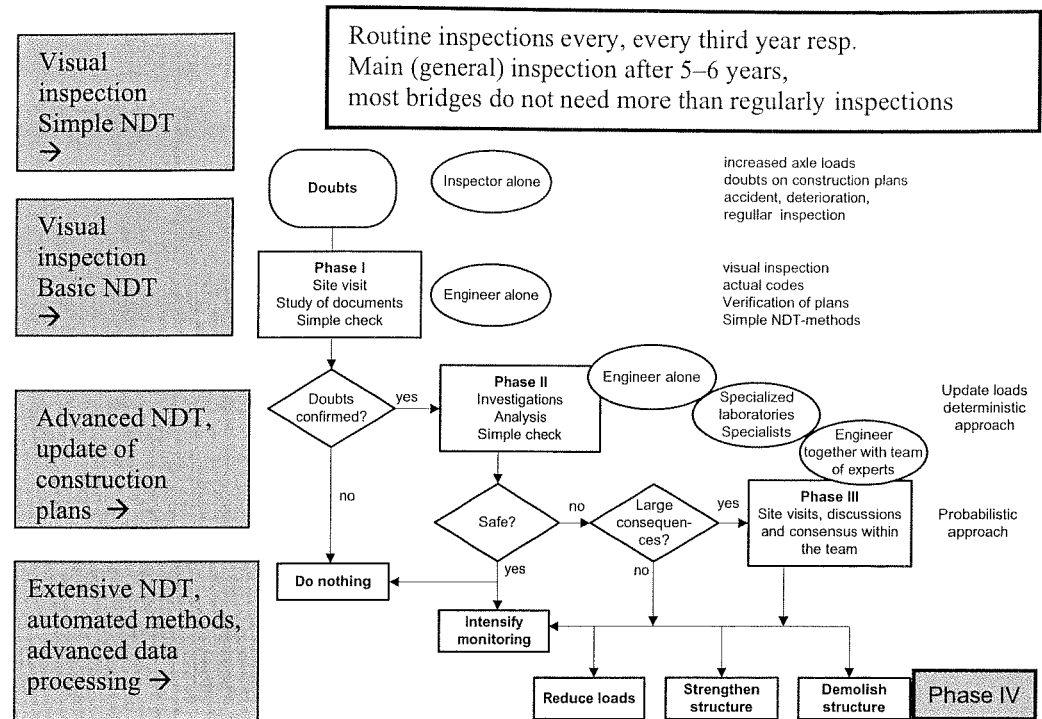 Visual
inspection
Simple NDT
→
Routine inspections every, every third year resp.
Main (general) inspection after 5–6 years,
most bridges do not need more than regularly inspections
Doubts
Inspector alone
increased axle loads
doubts on construction plans
accident, deterioration,
regullar inspection
Visual
inspection
Basic NDT
→
Phase I
Site visit
Study of documents
Simple check
Engineer alone
visual inspection
actual codes
Verification of plans
Simple NDT-methods
Advanced NDT,
update of
construction
plans →
Doubts
confirmed?
yes
no
Phase II
Investigations
Analysis
Simple check
Engineer alone
Specialized
laboratories
Specialists
Engineer
together with team
of experts
Update loads
deterministic
approach
Safe?
no
yes
Large
consequen-
ces?
yes
no
Phase III
Site visits, discussions
and consensus within
the team
Probabilistic
approach
Extensive NDT,
automated methods,
advanced data
processing →
Do nothing
Intensify
monitoring
Reduce loads
Strengthen
structure
Demolish
structure
Phase IV